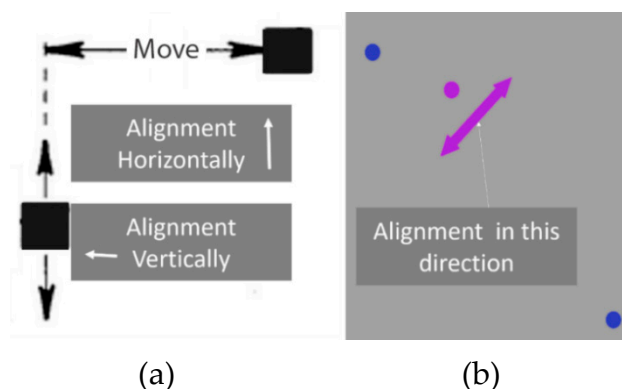 Move
Alignment
Horizontally
Alignment
Vertically
Alignment in this
direction
(a)
(b)